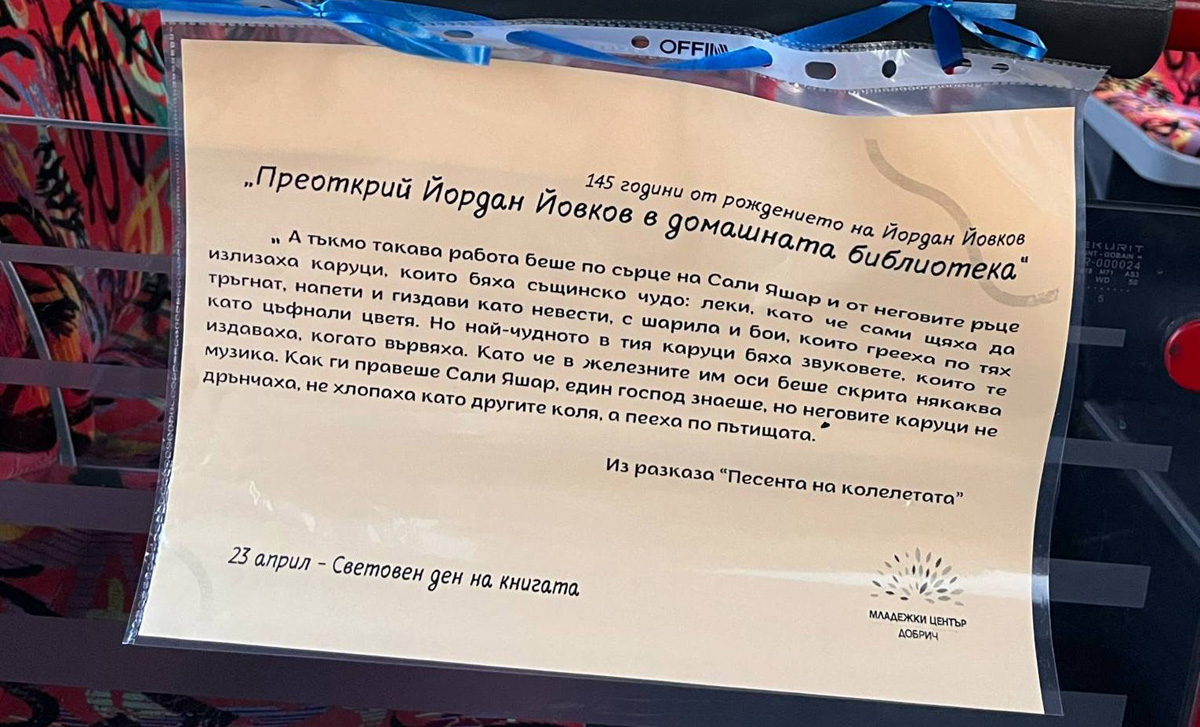 OFFI
145 години от рождението на Йордан Йовков
„Преоткрий Йордан Йовков в домашната библиотека“
„ А тъкмо такава работа беше по сърце на Сали Яшар и от неговите ръце
излизаха каруци, които бяха същинско чудо: леки, като че сами щяха да
тръгнат, напети и гиздави като невести, с шарила и бои, които грееха по тях
като цъфнали цветя. Но най-чудното в тия каруци бяха звуковете, които те
издаваха, когато вървяха. Като че в железните им оси беше скрита някаква
музика. Как ги правеше Сали Яшар, един господ знаеше, но неговите каруци не
дрънчаха, не хлопаха като другите коля, а пееха по пътищата.“
Из разказа “Песента на колелетата”
23 април – Световен ден на книгата
МЛАДЕЖКИ ЦЕНТЪР
ДОБРИЧ